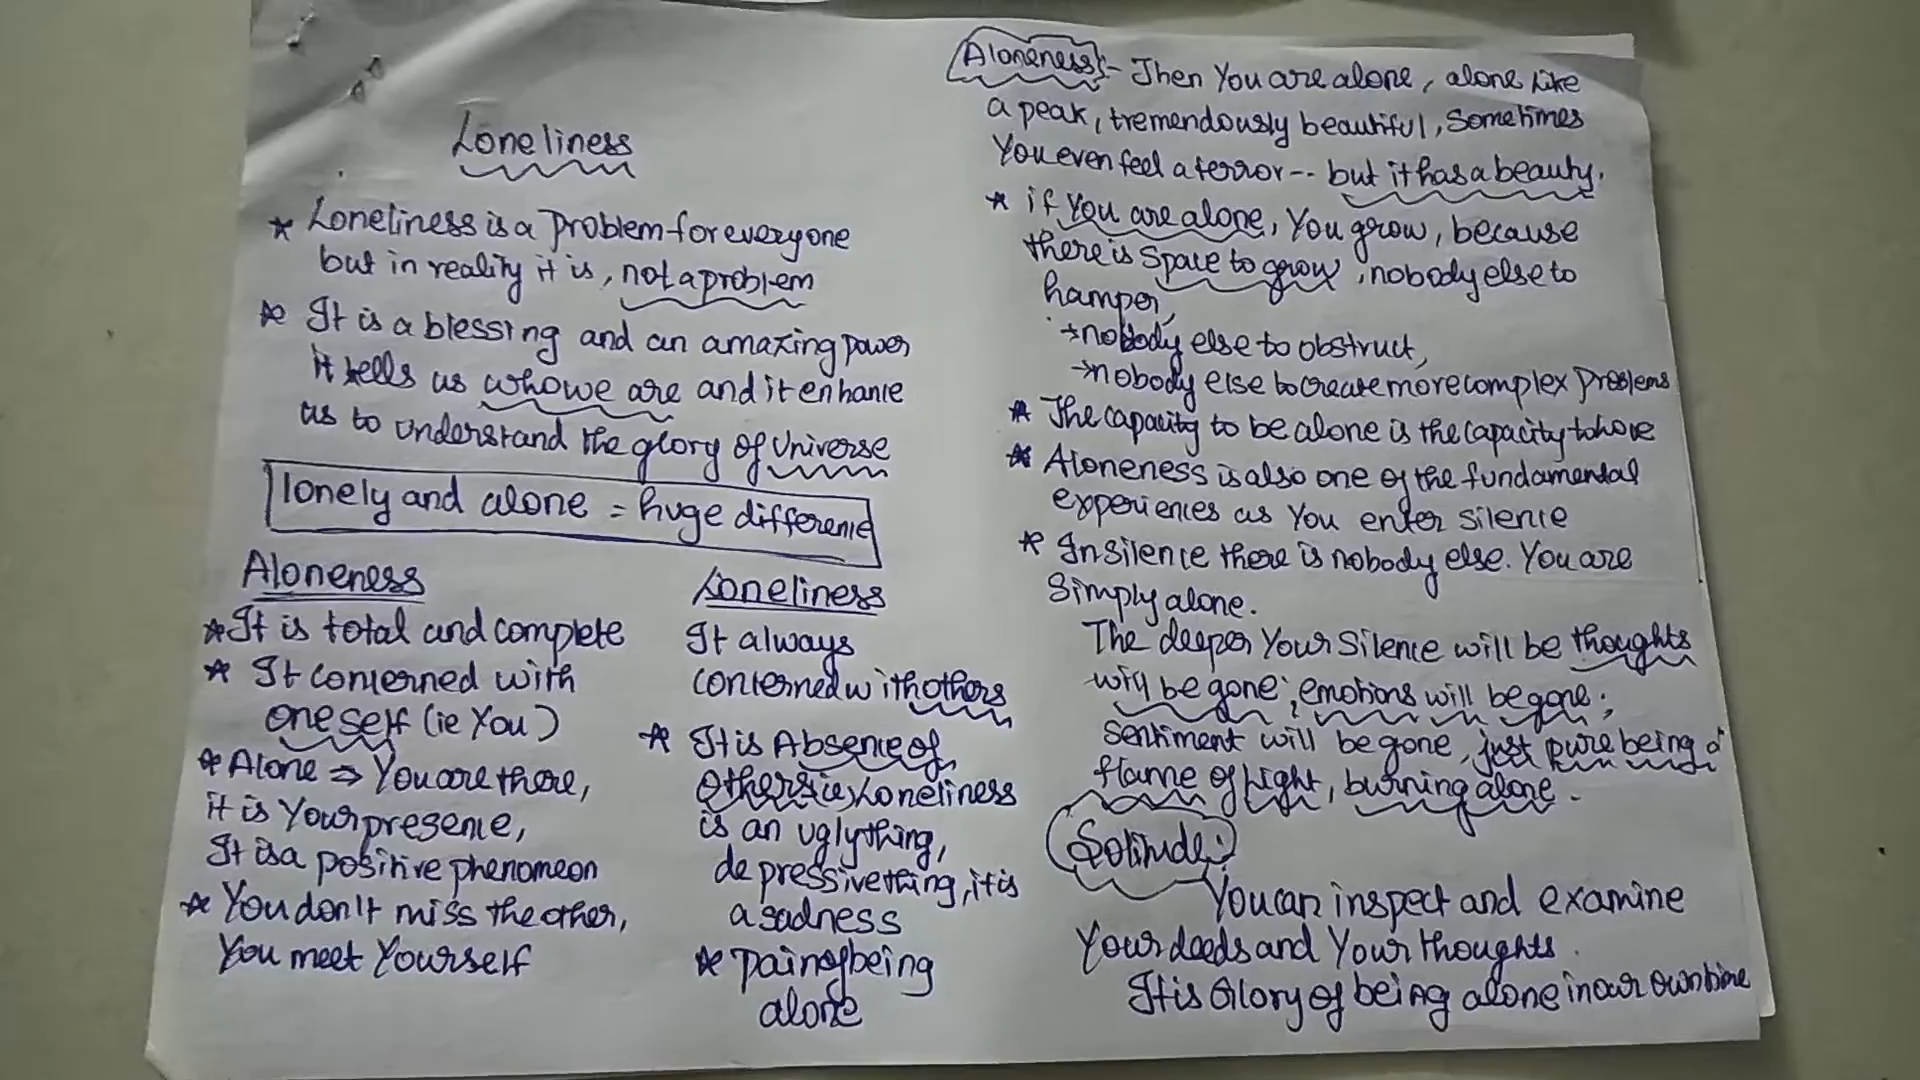 Loneliness
* Loneliness is a problem for everyone
but in reality it is, not a problem
* It is a blessing and an amazing power
it tells us who we are and it enhance
us to understand the glory of Universe
lonely and alone = huge difference
Aloneness
* It is total and complete
* It concerned with
oneself (ie You)
* Alone ⇒ You are there,
it is Your presence,
It is a positive phenomeon
* You don't miss the other,
You meet Yourself
Loneliness
It always
concerned with others
* It is Absence of
Others (ie) Loneliness
is an ugly thing,
depressive thing, it is
a sadness
* pain of being
alone
Aloneness:- Then You are alone, alone like
a peak, tremendously beautiful, Sometimes
You even feel a terror -- but it has a beauty.
* if You are alone, You grow, because
there is Space to grow, nobody else to
hamper,
→ nobody else to obstruct,
→ nobody else to create more complex problems
* The capacity to be alone is the capacity to love
* Aloneness is also one of the fundamental
experiences as You enter silence
* In silence there is nobody else. You are
Simply alone.
The deeper Your Silence will be thoughts
will be gone; emotions will be gone;
sentiment will be gone, just pure being a
flame of light, burning alone.
Solitude:
You can inspect and examine
Your deeds and Your thoughts.
It is Glory of being alone in our own time